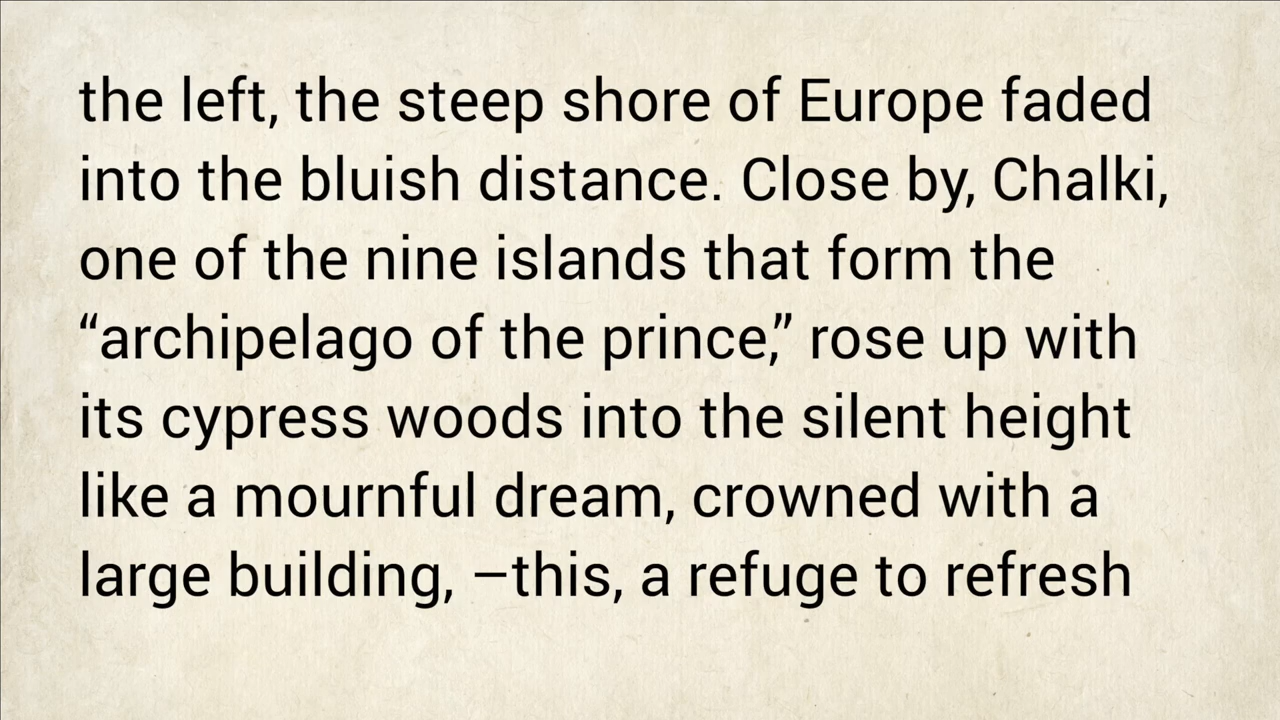 the left, the steep shore of Europe faded
into the bluish distance. Close by, Chalki,
one of the nine islands that form the
“archipelago of the prince,” rose up with
its cypress woods into the silent height
like a mournful dream, crowned with a
large building, –this, a refuge to refresh